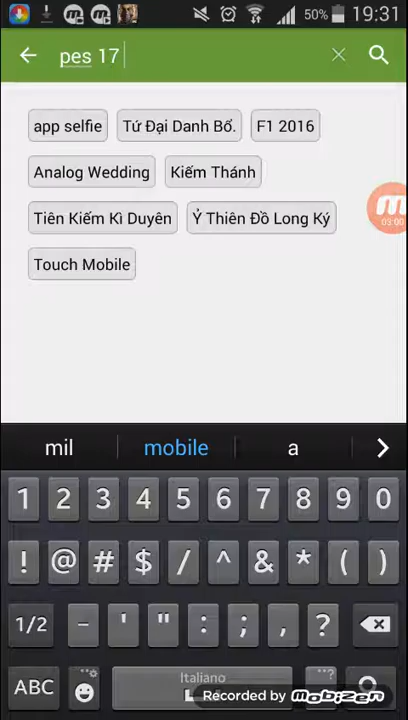 50% 19:31
pes 17
app selfie Tứ Đại Danh Bổ. F1 2016
Analog Wedding Kiếm Thánh
Tiên Kiếm Kì Duyên Ỷ Thiên Đồ Long Ký
03:00
Touch Mobile
mil mobile a
1 2 3 4 5 6 7 8 9 0
! @ # $ / ^ & * ( )
1/2 - ' " : ; , ?
ABC Italiano
Recorded by Mobizen